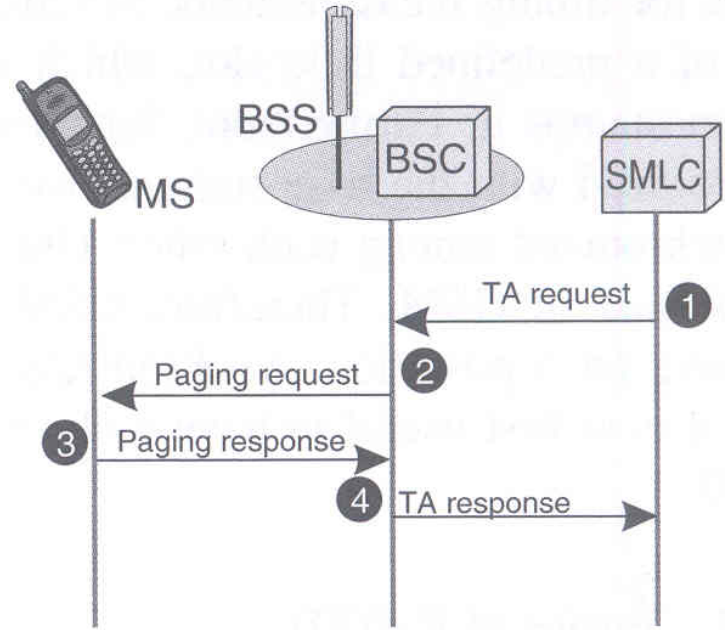 BSS
BSC
SMLC
MS
TA request 1
2
Paging request
3 Paging response
4 TA response